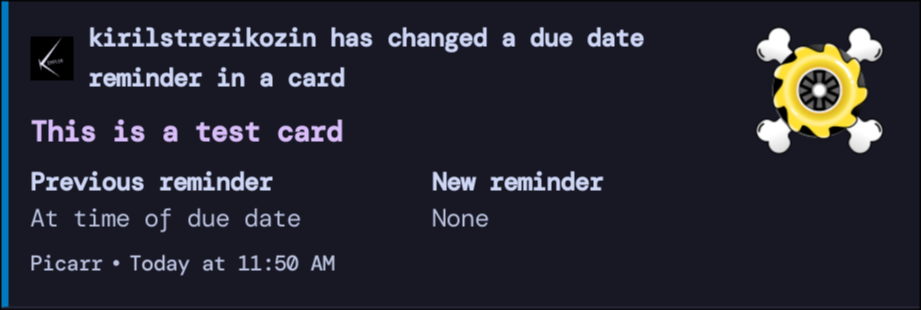 kirilstrezikozin has changed a due date
reminder in a card
This is a test card
Previous reminder
New reminder
At time of due date
None
Picarr • Today at 11:50 AM